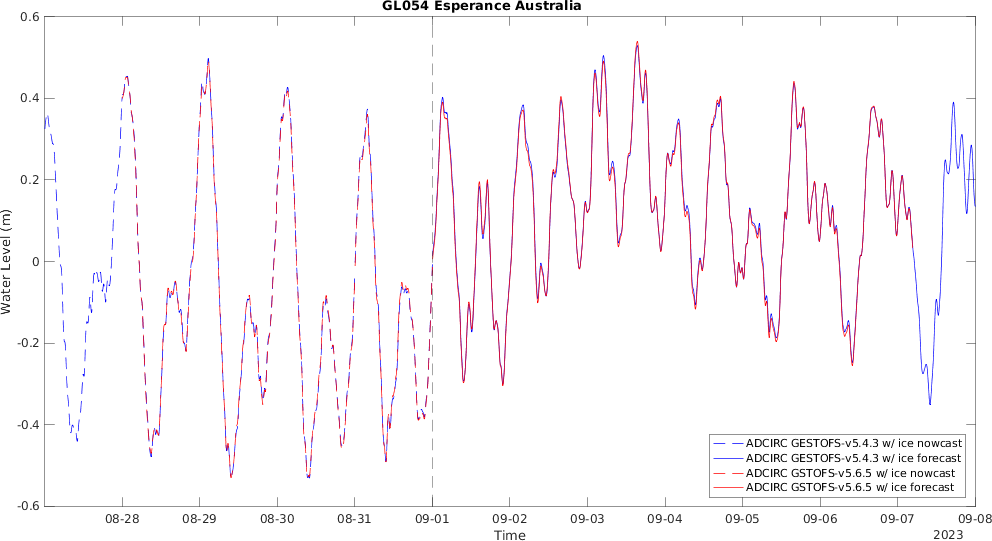 GL054 Esperance Australia
Water Level (m)
0.6
0.4
0.2
0
-0.2
-0.4
-0.6
08-28 08-29 08-30 08-31 09-01 09-02 09-03 09-04 09-05 09-06 09-07 09-08
Time
2023
ADCIRC GESTOFS-v5.4.3 w/ ice nowcast
ADCIRC GESTOFS-v5.4.3 w/ ice forecast
ADCIRC GSTOFS-v5.6.5 w/ ice nowcast
ADCIRC GSTOFS-v5.6.5 w/ ice forecast